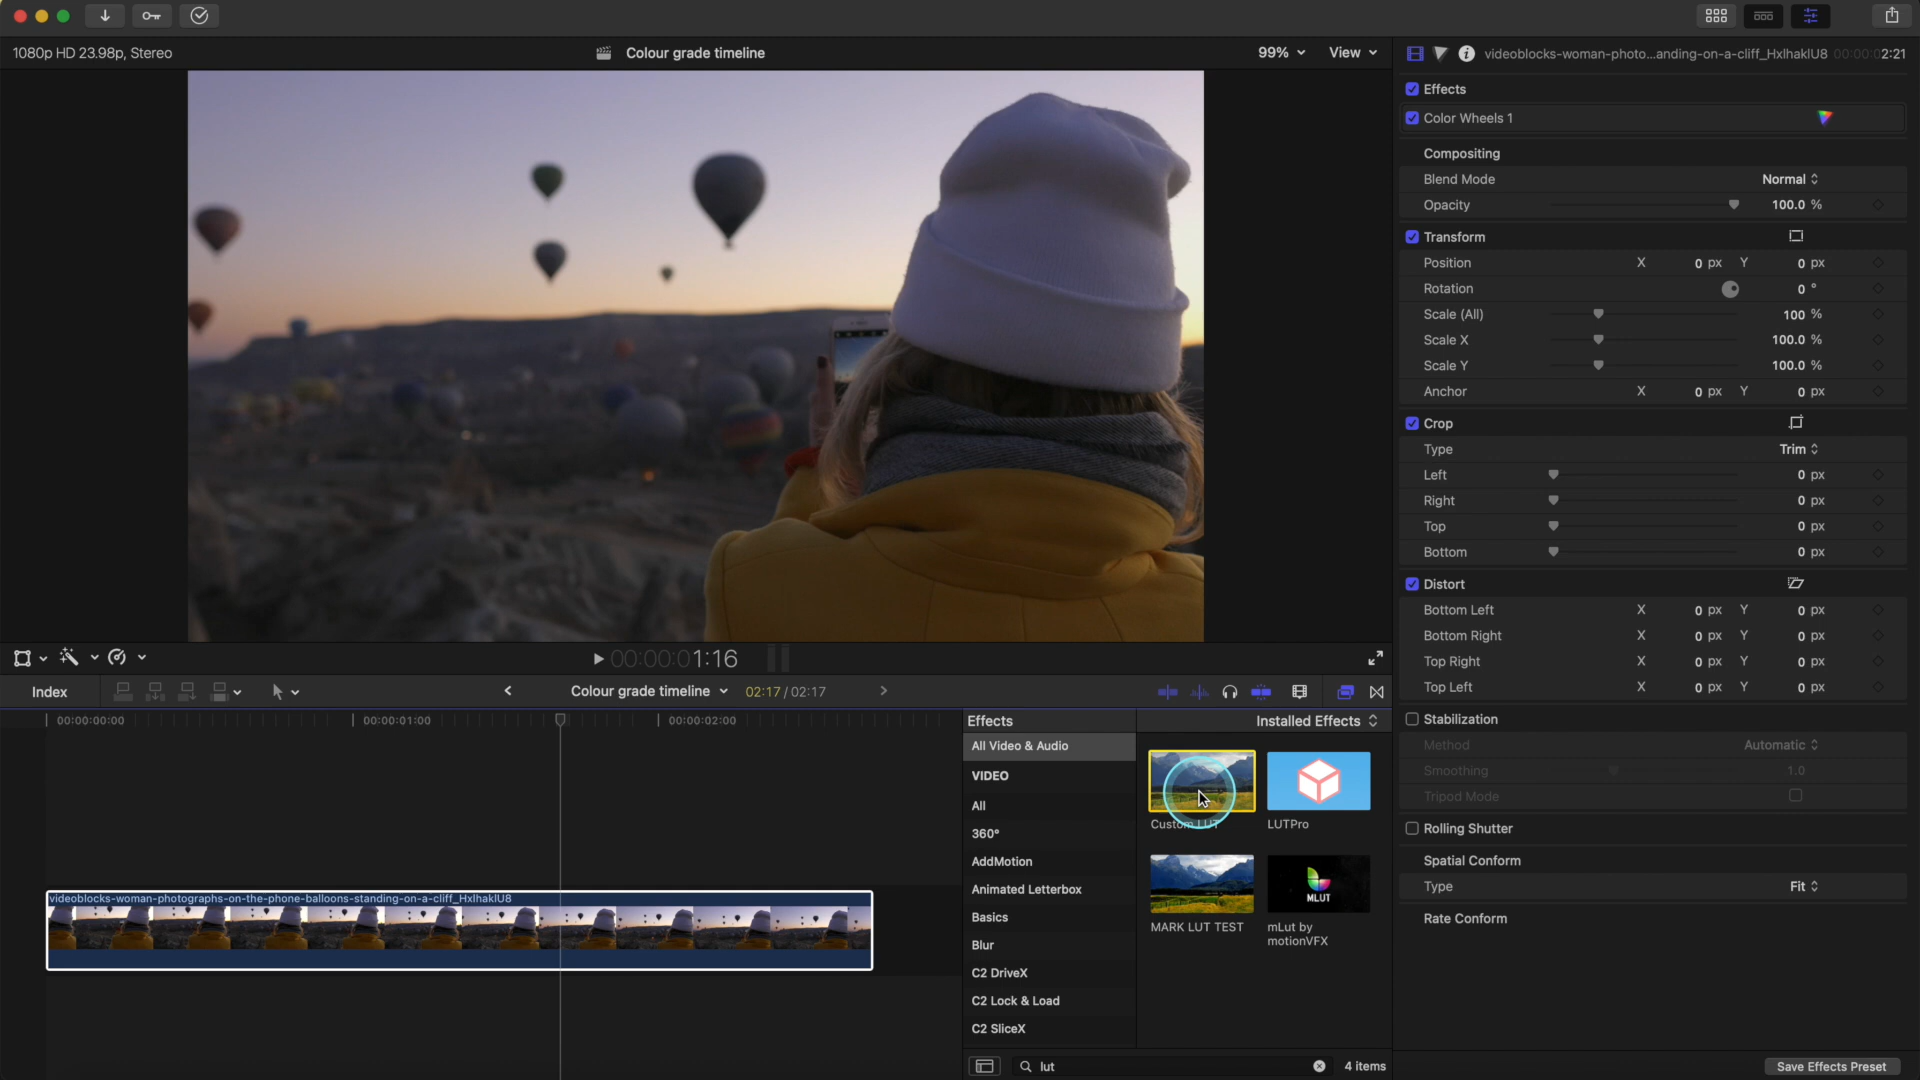 1080p HD 23.98p, Stereo
Colour grade timeline
99%
View
videoblocks-woman-photo...anding-on-a-cliff_HxIhakIU8
00:00:02:21
Effects
Color Wheels 1
Compositing
Blend Mode
Normal
Opacity
100.0 %
Transform
Position
X 0 px Y 0 px
Rotation
0 °
Scale (All)
100 %
Scale X
100.0 %
Scale Y
100.0 %
Anchor
X 0 px Y 0 px
Crop
Type
Trim
Left
0 px
Right
0 px
Top
0 px
Bottom
0 px
Distort
Bottom Left
X 0 px Y 0 px
Bottom Right
X 0 px Y 0 px
Top Right
X 0 px Y 0 px
Top Left
X 0 px Y 0 px
Stabilization
Method
Automatic
Smoothing
1.0
Tripod Mode
Rolling Shutter
Spatial Conform
Type
Fit
Rate Conform
Save Effects Preset
00:00:01:16
Index
Colour grade timeline
02:17 / 02:17
00:00:00:00
00:00:01:00
00:00:02:00
videoblocks-woman-photographs-on-the-phone-balloons-standing-on-a-cliff_HxIhakIU8
Effects
Installed Effects
All Video & Audio
VIDEO
All
360°
AddMotion
Animated Letterbox
Basics
Blur
C2 DriveX
C2 Lock & Load
C2 SliceX
Custom LUT
LUTPro
MARK LUT TEST
MLUT
mLut by
motionVFX
lut
4 items